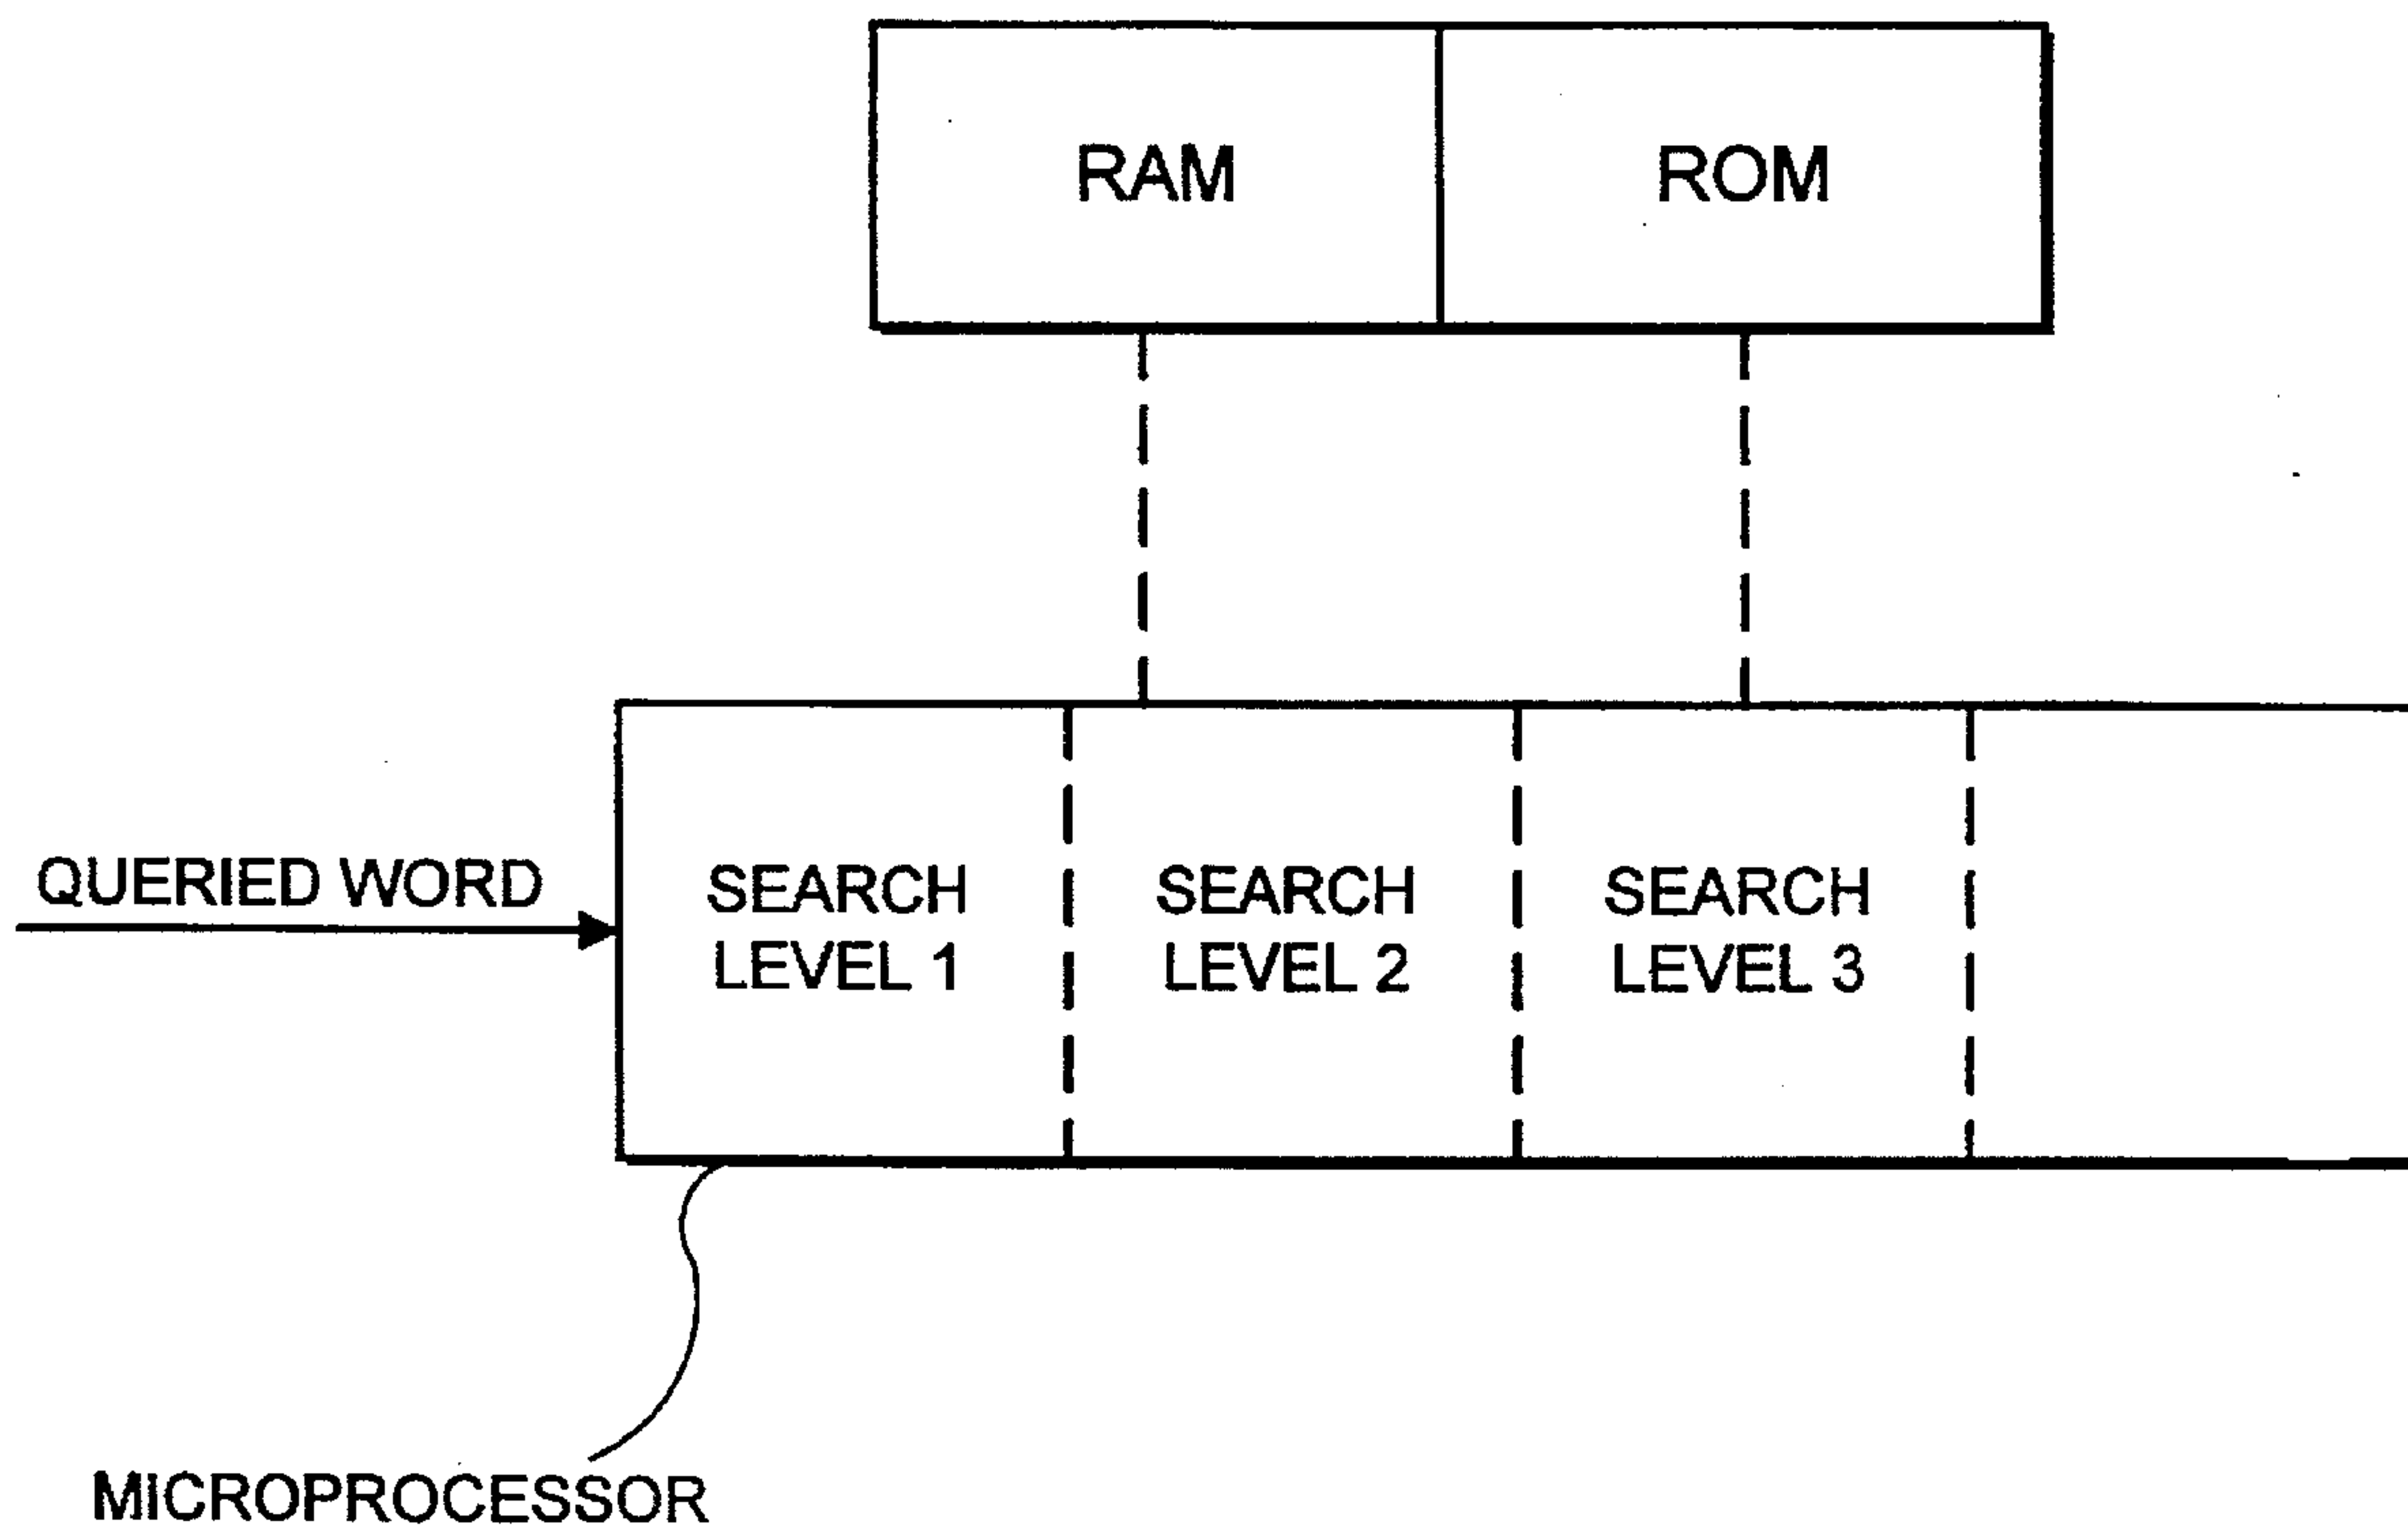 RAM
ROM
QUERIED WORD
SEARCH
LEVEL 1
SEARCH
LEVEL 2
SEARCH
LEVEL 3
MICROPROCESSOR